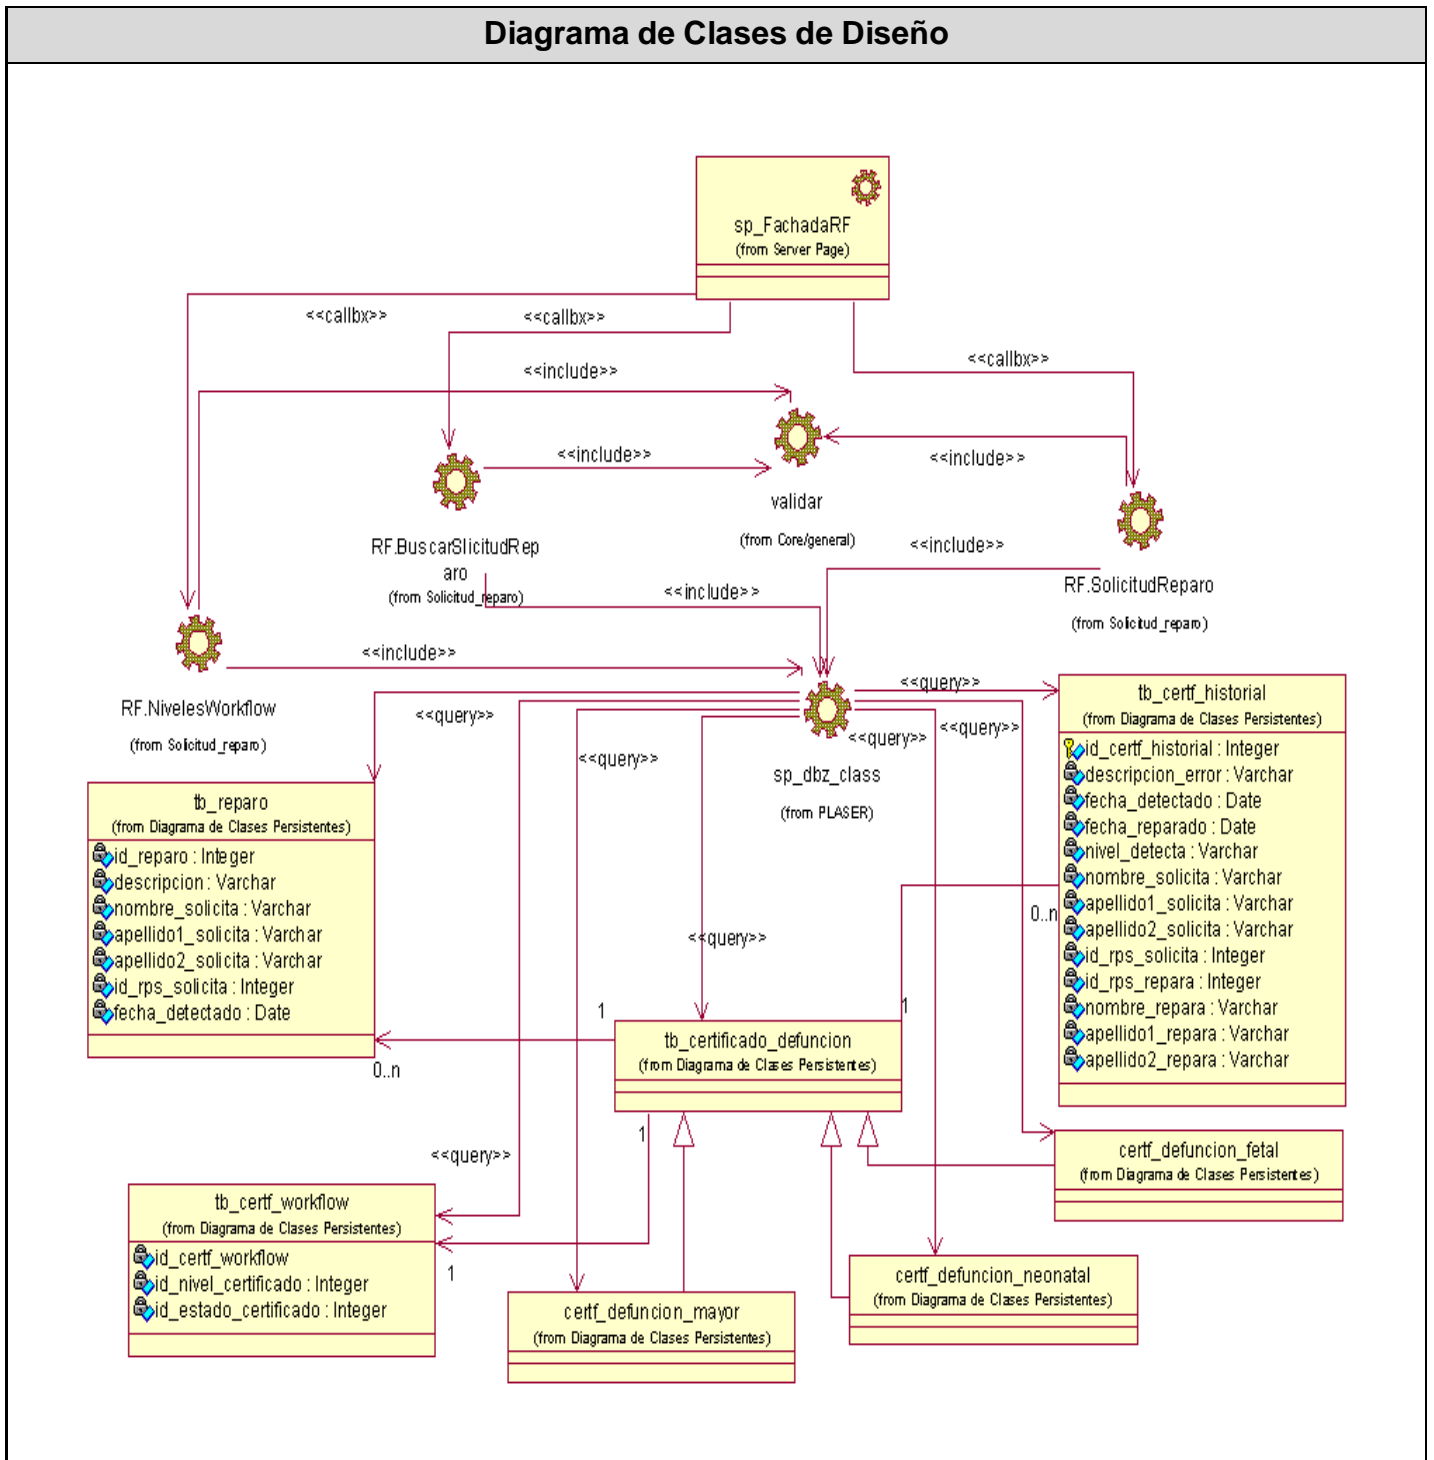 Diagrama de Clases de Diseño
sp_FachadaRF
(from Server Page)
<<callbx>>
<<callbx>>
<<callbx>>
<<include>>
<<include>>
<<include>>
validar
(from Core/general)
RF.BuscarSlicitudRep
aro
(from Solicitud_reparo)
<<include>>
RF.SolicitudReparo
(from Solicitud_reparo)
<<include>>
<<include>>
RF.NivelesWorkflow
(from Solicitud_reparo)
<<query>>
<<query>>
<<query>>
<<query>>
<<query>>
sp_dbz_class
(from PLASER)
tb_certf_historial
(from Diagrama de Clases Persistentes)
id_certf_historial : Integer
descripcion_error : Varchar
fecha_detectado : Date
fecha_reparado : Date
nivel_detecta : Varchar
nombre_solicita : Varchar
apellido1_solicita : Varchar
apellido2_solicita : Varchar
id_rps_solicita : Integer
id_rps_repara : Integer
nombre_repara : Varchar
apellido1_repara : Varchar
apellido2_repara : Varchar
tb_reparo
(from Diagrama de Clases Persistentes)
id_reparo : Integer
descripcion : Varchar
nombre_solicita : Varchar
apellido1_solicita : Varchar
apellido2_solicita : Varchar
id_rps_solicita : Integer
fecha_detectado : Date
0..n
<<query>>
1
1
0..n
tb_certificado_defuncion
(from Diagrama de Clases Persistentes)
1
<<query>>
certf_defuncion_fetal
(from Diagrama de Clases Persistentes)
tb_certf_workflow
(from Diagrama de Clases Persistentes)
id_certf_workflow
id_nivel_certificado : Integer
id_estado_certificado : Integer
1
certf_defuncion_neonatal
(from Diagrama de Clases Persistentes)
certf_defuncion_mayor
(from Diagrama de Clases Persistentes)